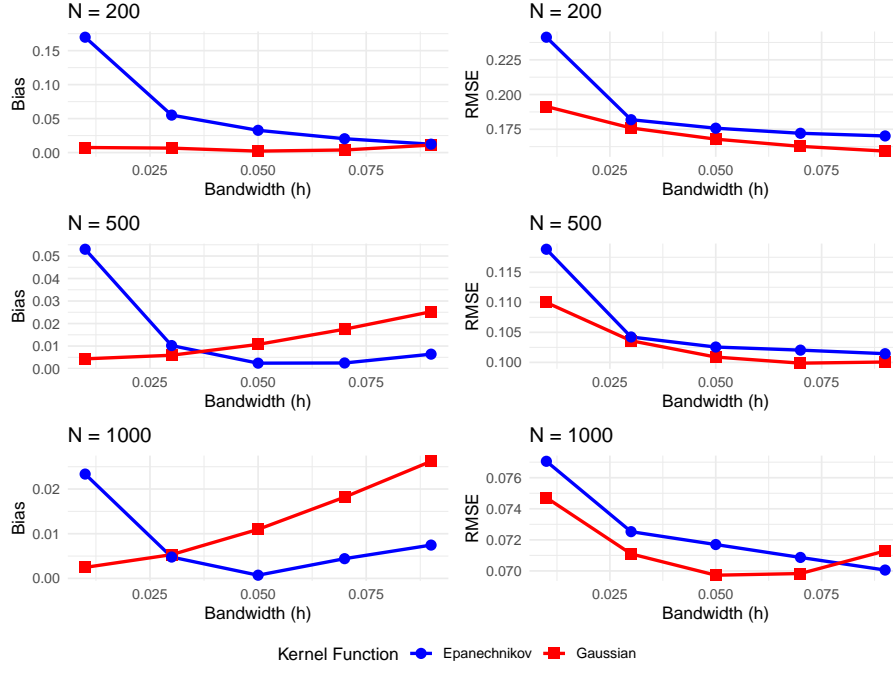 N = 200
Bias
0.15
0.10
0.05
0.00
0.025 0.050 0.075
Bandwidth (h)
N = 200
RMSE
0.225
0.200
0.175
0.025 0.050 0.075
Bandwidth (h)
N = 500
Bias
0.05
0.04
0.03
0.02
0.01
0.00
0.025 0.050 0.075
Bandwidth (h)
N = 500
RMSE
0.115
0.110
0.105
0.100
0.025 0.050 0.075
Bandwidth (h)
N = 1000
Bias
0.02
0.01
0.00
0.025 0.050 0.075
Bandwidth (h)
N = 1000
RMSE
0.076
0.074
0.072
0.070
0.025 0.050 0.075
Bandwidth (h)
Kernel Function Epanechnikov Gaussian